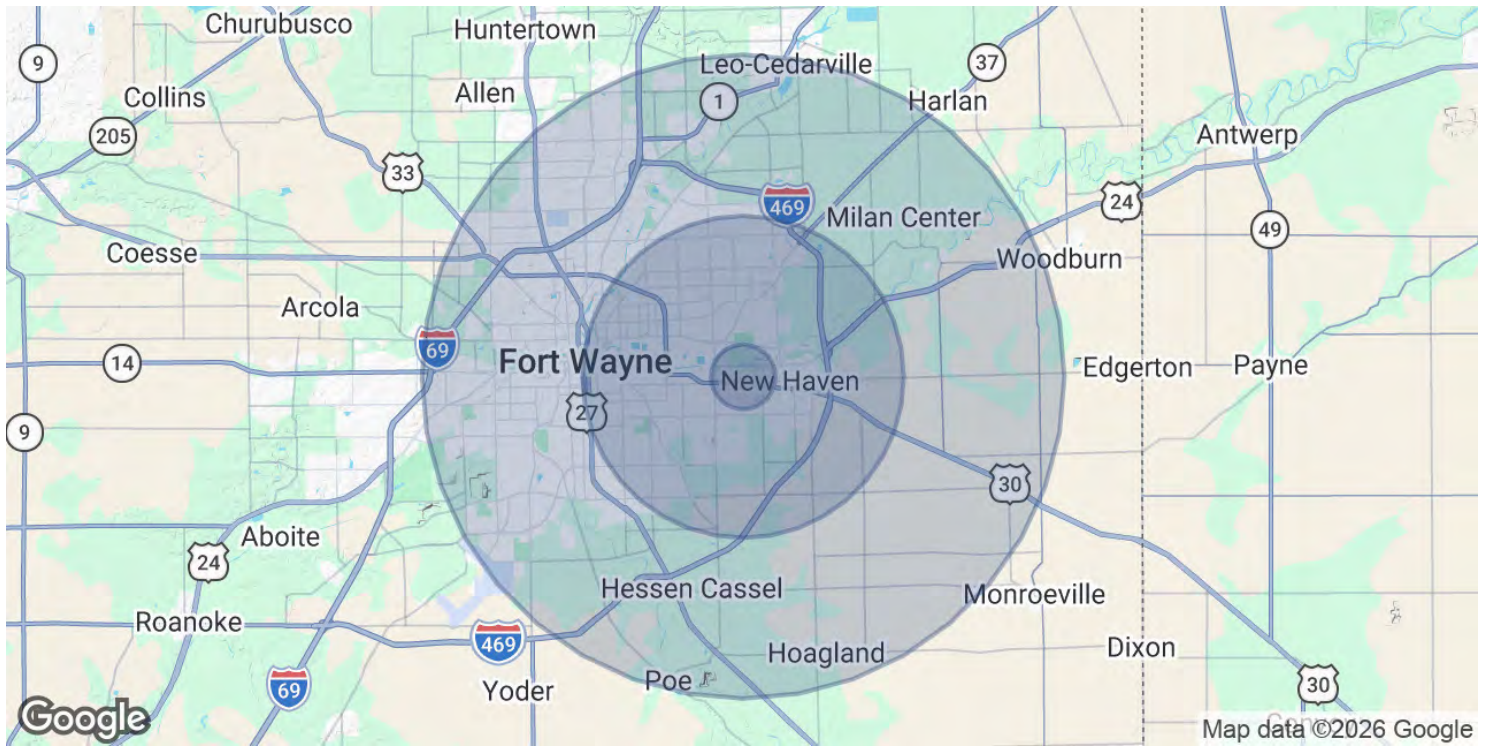 Churubusco
Huntertown
9
Leo-Cedarville
37
Collins
Allen
1
Harlan
205
Antwerp
33
469
24
Milan Center
49
Coesse
Woodburn
Arcola
69
14
Fort Wayne
New Haven
Edgerton
Payne
27
9
30
Aboite
24
Hessen Cassel
Monroeville
Roanoke
469
Dixon
Hoagland
69
Yoder
Poe
30
Google
Map data ©2026 Google